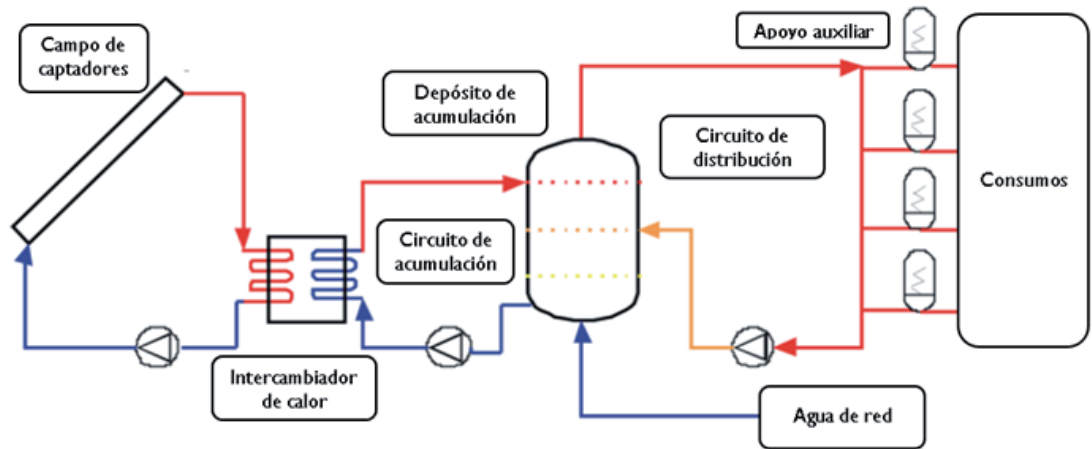 Campo de
captadores
Apoyo auxiliar
Depósito de
acumulación
Circuito de
distribución
Consumos
Circuito de
acumulación
Intercambiador
de calor
Agua de red